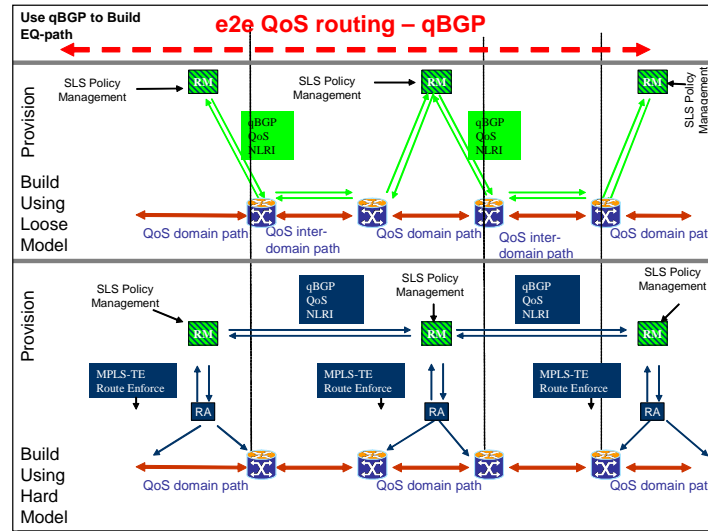 Use qBGP to Build
EQ-path
e2e QoS routing – qBGP
Provision
SLS Policy
Management
RM
SLS Policy
Management
RM
RM
SLS Policy
Management
qBGP
QoS
NLRI
qBGP
QoS
NLRI
Build
Using
Loose
Model
QoS domain path
QoS inter-
domain path
QoS domain path
QoS inter-
domain path
QoS domain path
Provision
SLS Policy
Management
qBGP
QoS
NLRI
SLS Policy
Management
qBGP
QoS
NLRI
SLS Policy
Management
RM
RM
RM
MPLS-TE
Route Enforce
MPLS-TE
Route Enforce
MPLS-TE
Route Enforce
RA
RA
RA
Build
Using
Hard
Model
QoS domain path
QoS domain path
QoS domain path